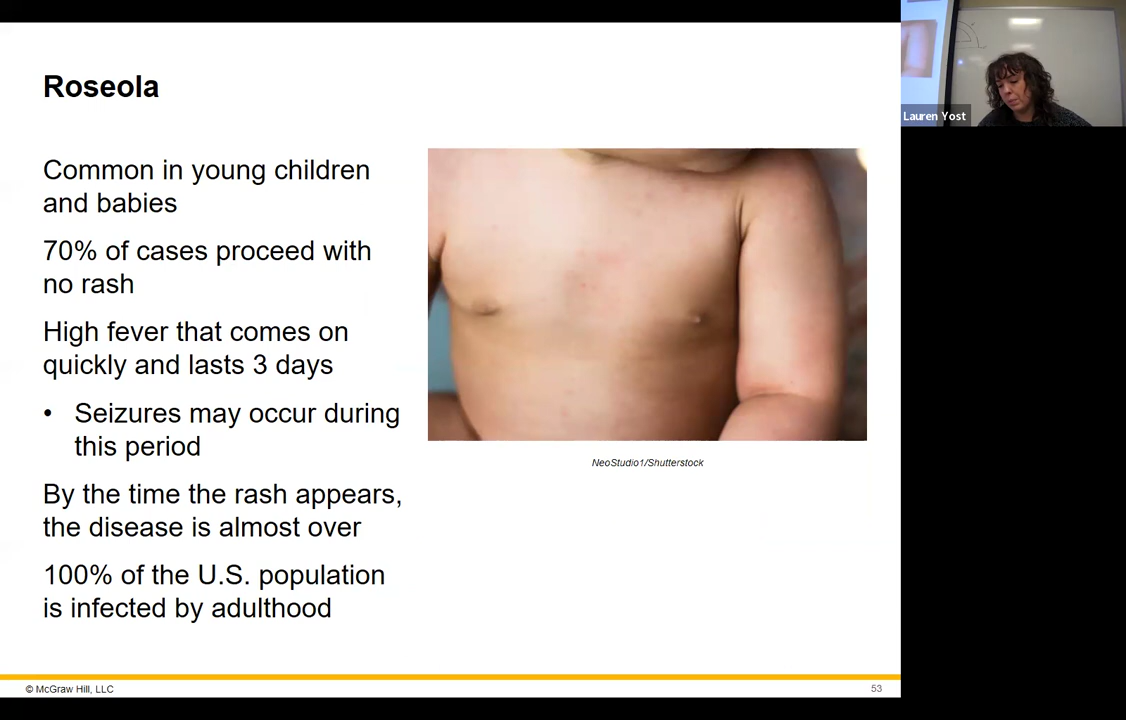 Roseola
Common in young children
and babies
70% of cases proceed with
no rash
High fever that comes on
quickly and lasts 3 days
• Seizures may occur during
this period
By the time the rash appears,
the disease is almost over
100% of the U.S. population
is infected by adulthood
NeoStudio1/Shutterstock
© McGraw Hill, LLC
53
Lauren Yost